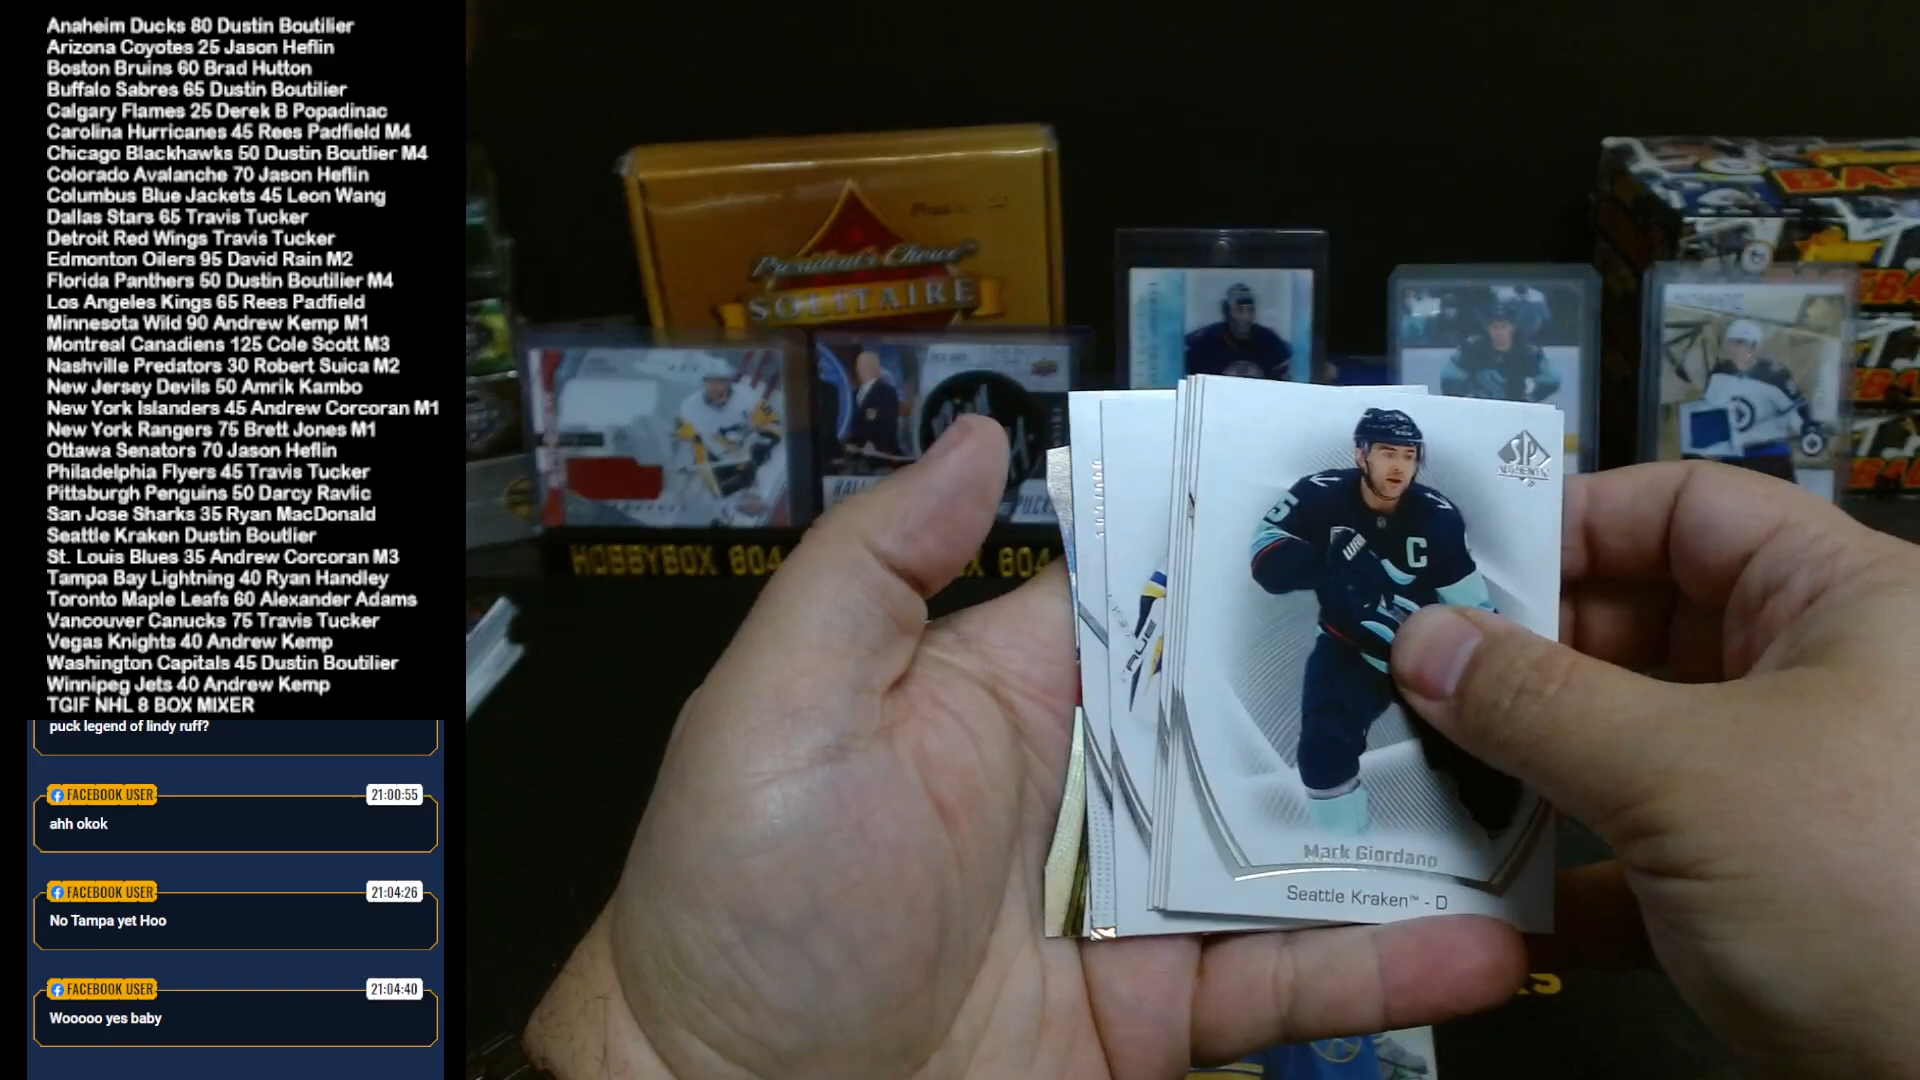 Anaheim Ducks 80 Dustin Boutilier
Arizona Coyotes 25 Jason Heflin
Boston Bruins 60 Brad Hutton
Buffalo Sabres 65 Dustin Boutilier
Calgary Flames 25 Derek B Popadinac
Carolina Hurricanes 45 Rees Padfield M4
Chicago Blackhawks 50 Dustin Boutlier M4
Colorado Avalanche 70 Jason Heflin
Columbus Blue Jackets 45 Leon Wang
Dallas Stars 65 Travis Tucker
Detroit Red Wings Travis Tucker
Edmonton Oilers 95 David Rain M2
Florida Panthers 50 Dustin Boutilier M4
Los Angeles Kings 65 Rees Padfield
Minnesota Wild 90 Andrew Kemp M1
Montreal Canadiens 125 Cole Scott M3
Nashville Predators 30 Robert Suica M2
New Jersey Devils 50 Amrik Kambo
New York Islanders 45 Andrew Corcoran M1
New York Rangers 75 Brett Jones M1
Ottawa Senators 70 Jason Heflin
Philadelphia Flyers 45 Travis Tucker
Pittsburgh Penguins 50 Darcy Ravlic
San Jose Sharks 35 Ryan MacDonald
Seattle Kraken Dustin Boutlier
St. Louis Blues 35 Andrew Corcoran M3
Tampa Bay Lightning 40 Ryan Handley
Toronto Maple Leafs 60 Alexander Adams
Vancouver Canucks 75 Travis Tucker
Vegas Knights 40 Andrew Kemp
Washington Capitals 45 Dustin Boutilier
Winnipeg Jets 40 Andrew Kemp
TGIF NHL 8 BOX MIXER
puck legend of lindy ruff?
FACEBOOK USER 21:00:55
ahh okok
FACEBOOK USER 21:04:26
No Tampa yet Hoo
FACEBOOK USER 21:04:40
Wooooo yes baby
President's Choice
SOLITAIRE
HOBBYBOX 604
X 604
SP
AUTHENTIC
C
Mark Giordano
Seattle Kraken™ - D